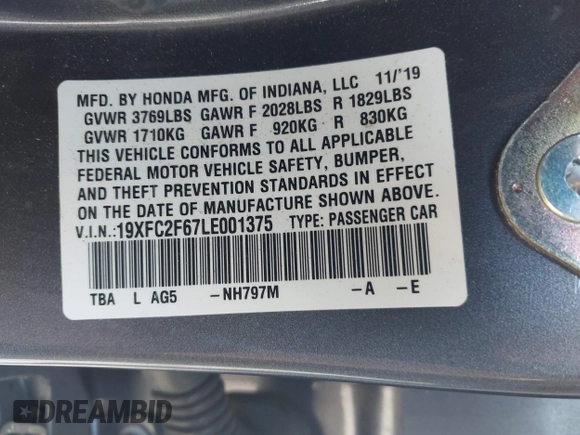 MFD. BY HONDA MFG. OF INDIANA, LLC 11/'19
GVWR 3769LBS GAWR F 2028LBS R 1829LBS
GVWR 1710KG GAWR F 920KG R 830KG
THIS VEHICLE CONFORMS TO ALL APPLICABLE
FEDERAL MOTOR VEHICLE SAFETY, BUMPER,
AND THEFT PREVENTION STANDARDS IN EFFECT
ON THE DATE OF MANUFACTURE SHOWN ABOVE.
V.I.N.:19XFC2F67LE001375 TYPE: PASSENGER CAR
TBA L AG5 -NH797M -A -E
DREAMBID